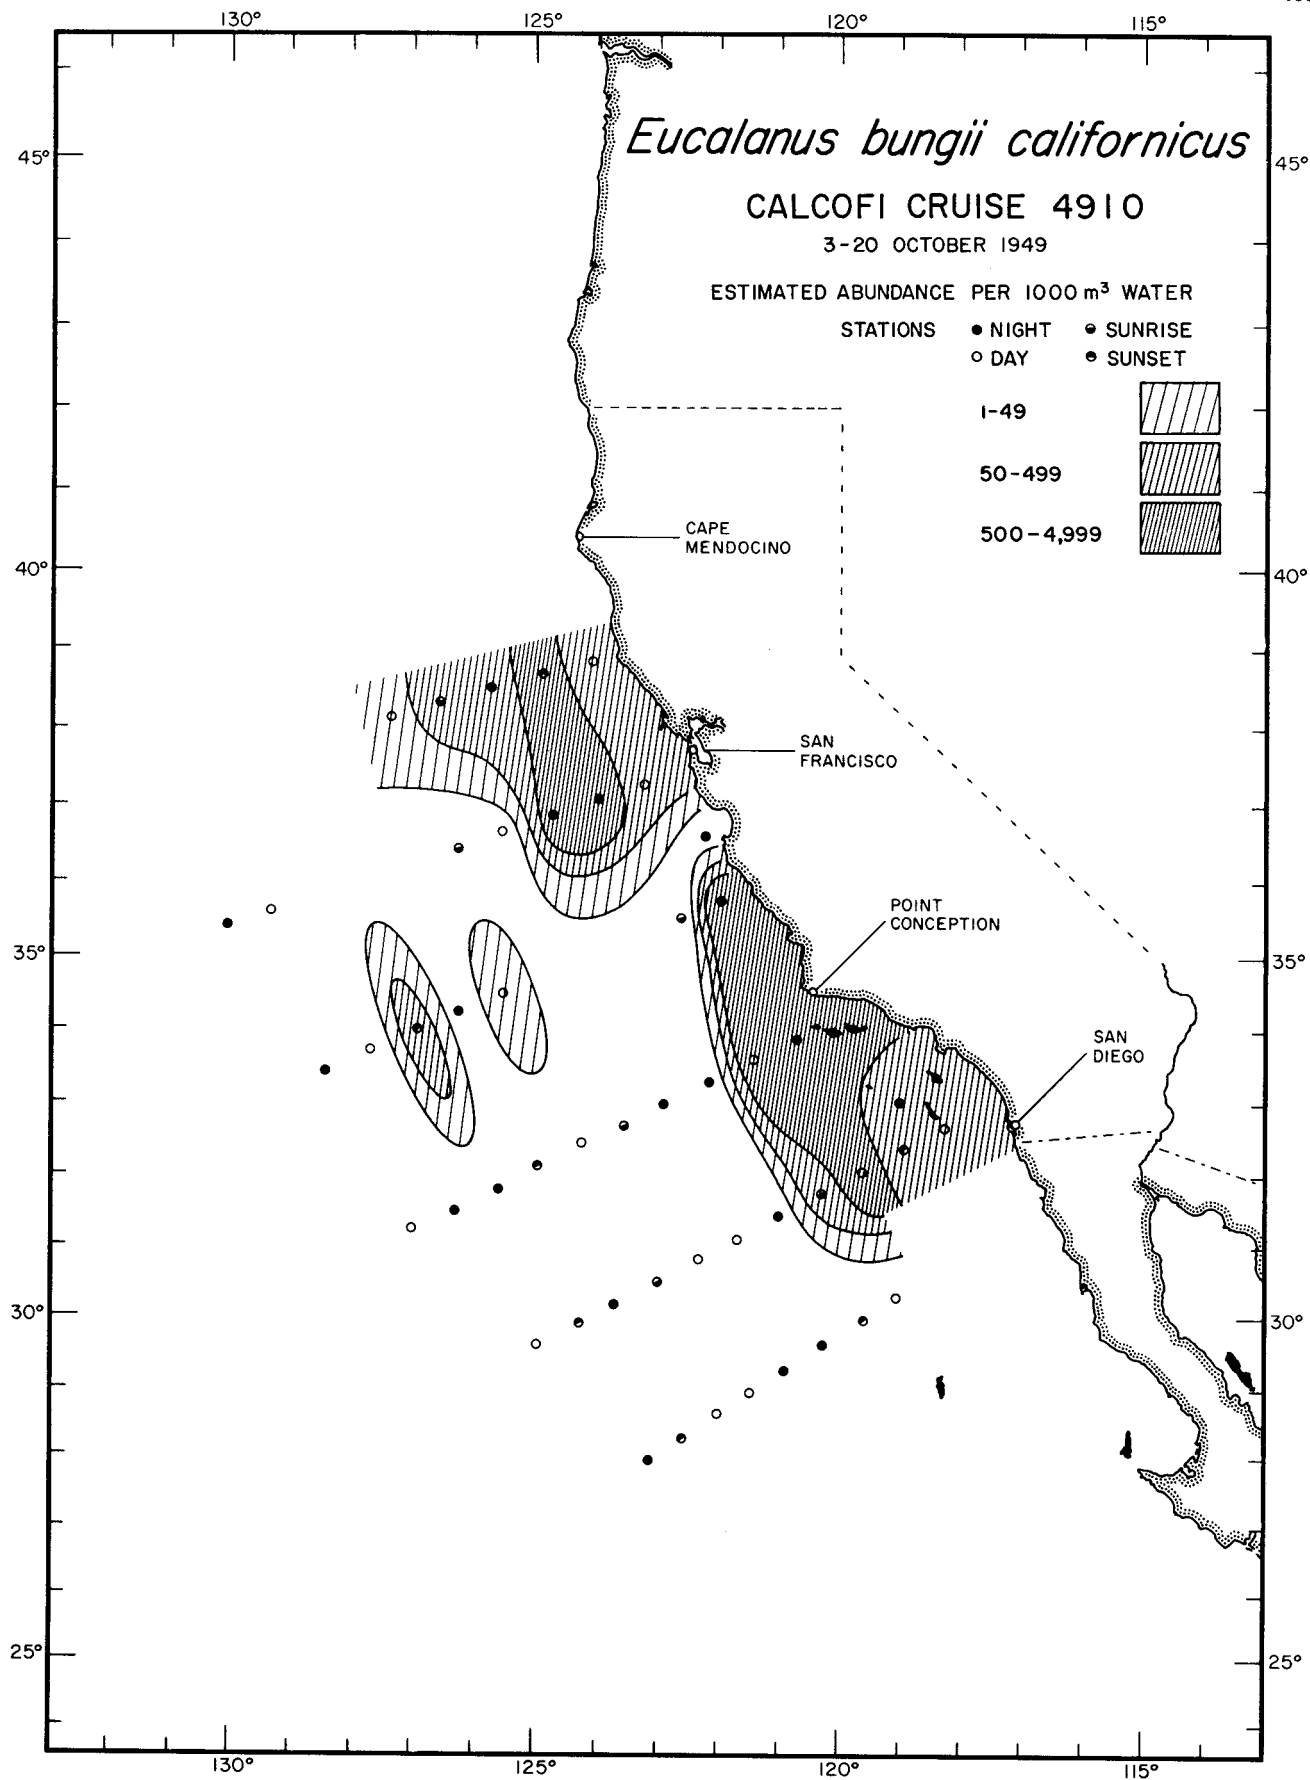 130° 125° 120° 115°
Eucalanus bungii californicus
45° 45°
CALCOFI CRUISE 4910
3-20 OCTOBER 1949
ESTIMATED ABUNDANCE PER 1000 m³ WATER
STATIONS ● NIGHT ◒ SUNRISE
○ DAY ◓ SUNSET
1-49
50-499
500-4,999
CAPE
MENDOCINO
40° 40°
SAN
FRANCISCO
POINT
CONCEPTION
35° 35°
SAN
DIEGO
30° 30°
25° 25°
130° 125° 120° 115°